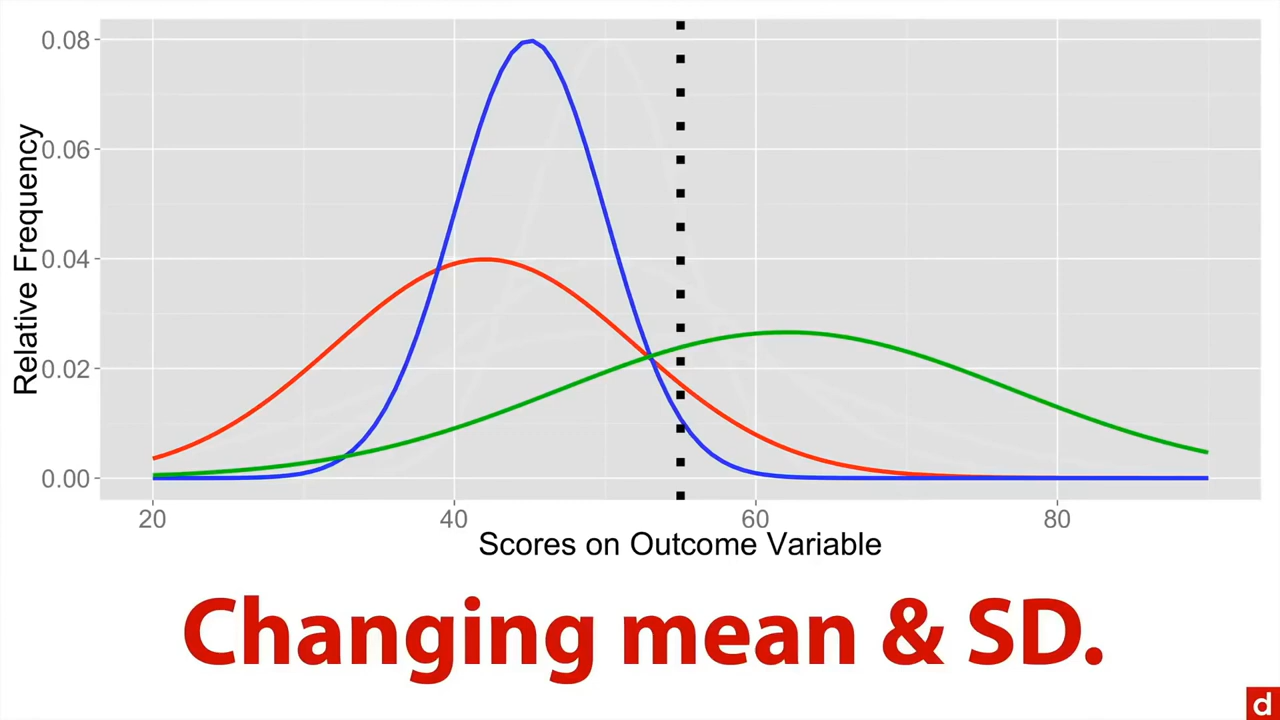 Relative Frequency
0.08
0.06
0.04
0.02
0.00
20 40 60 80
Scores on Outcome Variable
Changing mean & SD.
d